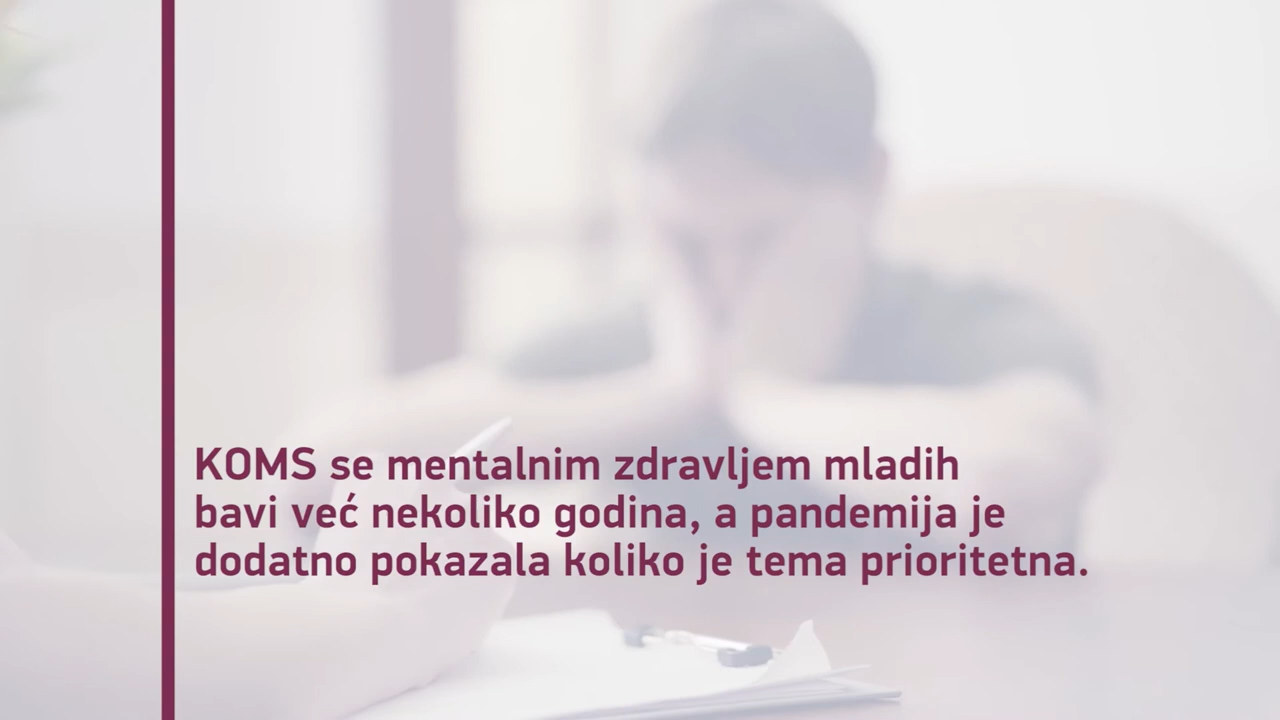 KOMS se mentalnim zdravljem mladih
bavi već nekoliko godina, a pandemija je
dodatno pokazala koliko je tema prioritetna.